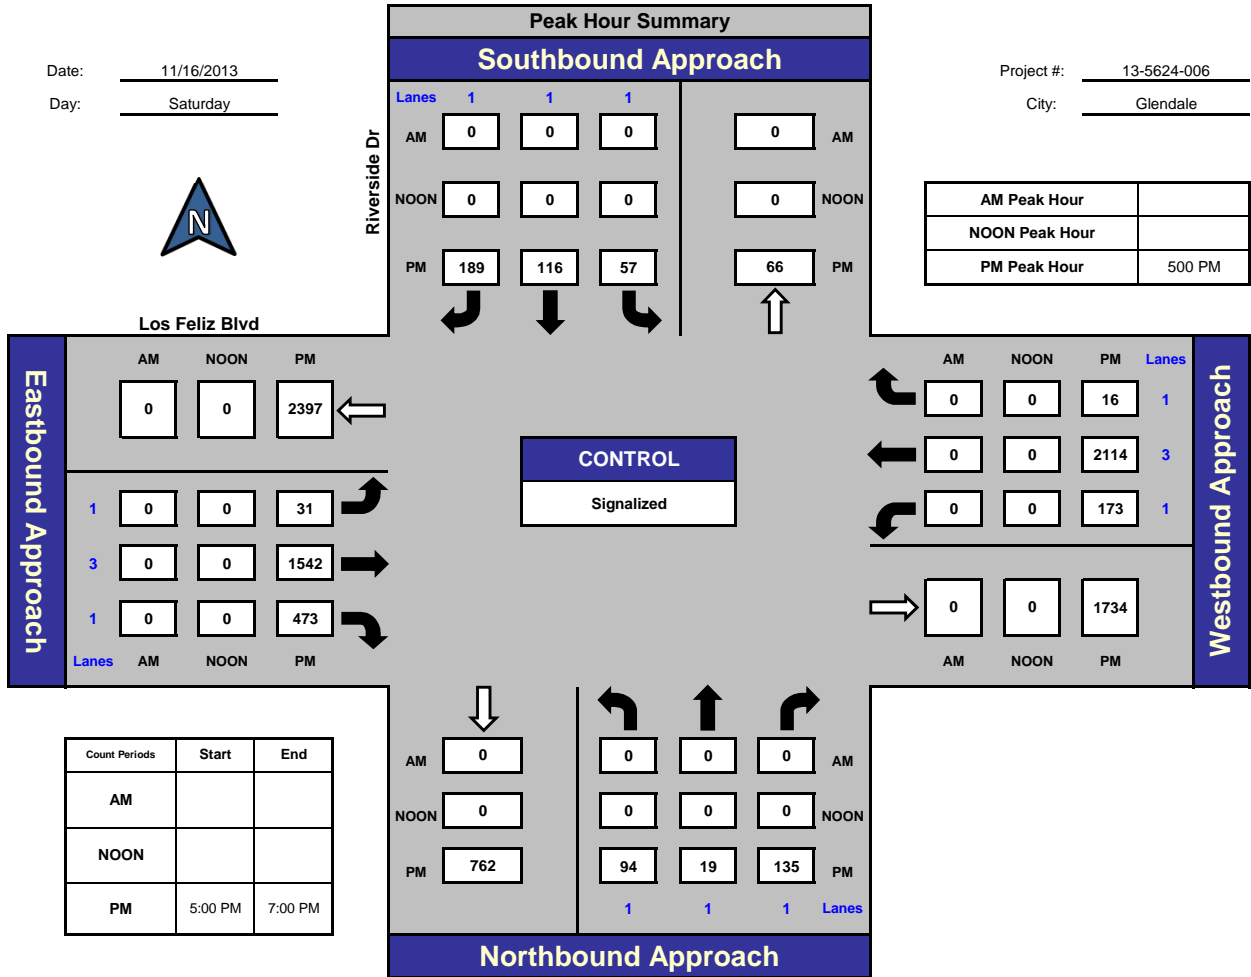 Peak Hour Summary
Southbound Approach
Date: 11/16/2013
Day: Saturday
Project #: 13-5624-006
City: Glendale
N
Riverside Dr
Lanes 1 1 1
AM 0 0 0 0 AM
NOON 0 0 0 0 NOON
PM 189 116 57 66 PM
AM Peak Hour
NOON Peak Hour
PM Peak Hour 500 PM
Los Feliz Blvd
Eastbound Approach
AM NOON PM
0 0 2397
1 0 0 31
3 0 0 1542
1 0 0 473
Lanes AM NOON PM
CONTROL
Signalized
AM NOON PM Lanes
0 0 16 1
0 0 2114 3
0 0 173 1
0 0 1734
AM NOON PM
Westbound Approach
Count Periods Start End
AM
NOON
PM 5:00 PM 7:00 PM
AM 0 0 0 0 AM
NOON 0 0 0 0 NOON
PM 762 94 19 135 PM
1 1 1 Lanes
Northbound Approach